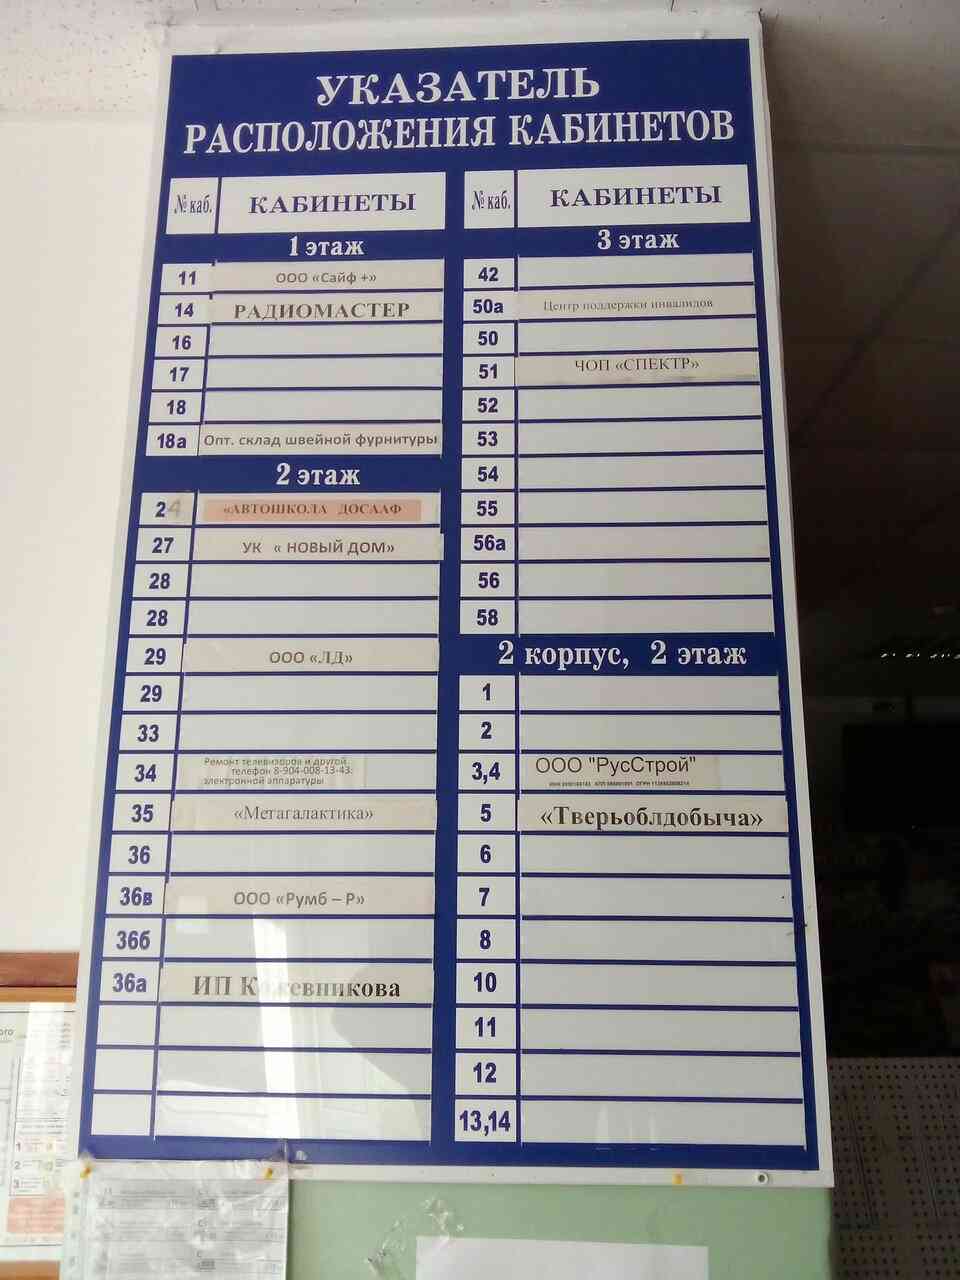 УКАЗАТЕЛЬ
РАСПОЛОЖЕНИЯ КАБИНЕТОВ
№ каб. КАБИНЕТЫ
1 этаж
11 ООО «Сайф +»
14 РАДИОМАСТЕР
16
17
18
18а Опт. склад швейной фурнитуры
2 этаж
24 «АВТОШКОЛА ДОСААФ
27 УК « НОВЫЙ ДОМ»
28
28
29 ООО «ЛД»
29
33
34 Ремонт телевизоров и другой
телефон 8-904-008-13-43:
электронной аппаратуры
35 «Метагалактика»
36
36в ООО «Румб – Р»
36б
36а ИП Кожевникова
№ каб. КАБИНЕТЫ
3 этаж
42
50а Центр поддержки инвалидов
50
51 ЧОП «СПЕКТР»
52
53
54
55
56а
56
58
2 корпус, 2 этаж
1
2
3,4 ООО "РусСтрой"
5 «Тверьоблдобыча»
6
7
8
10
11
12
13,14